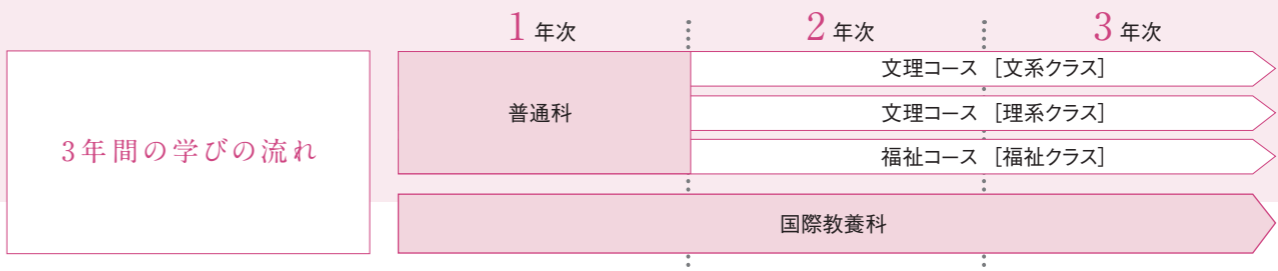 1 年次
2 年次
3 年次
3年間の学びの流れ
普通科
文理コース [文系クラス]
文理コース [理系クラス]
福祉コース [福祉クラス]
国際教養科